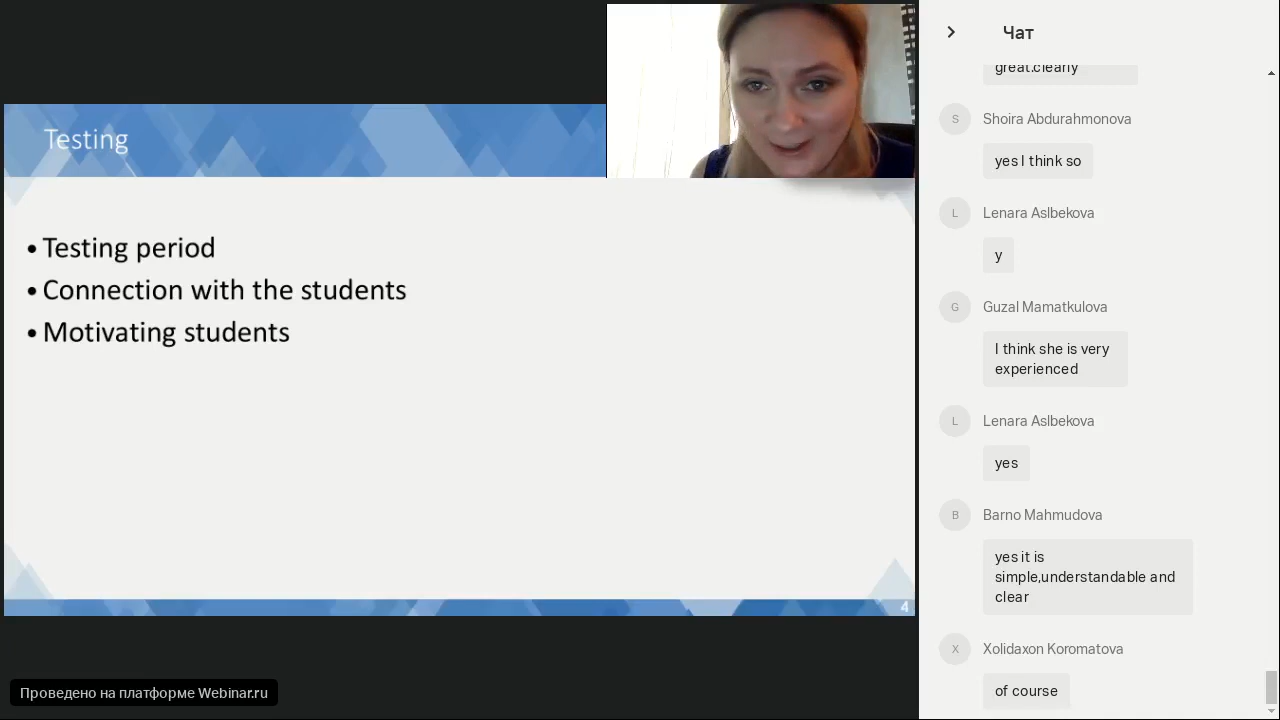 Testing
• Testing period
• Connection with the students
• Motivating students
4
Проведено на платформе Webinar.ru
Чат
great.clearly
S
Shoira Abdurahmonova
yes I think so
L
Lenara Aslbekova
y
G
Guzal Mamatkulova
I think she is very
experienced
L
Lenara Aslbekova
yes
B
Barno Mahmudova
yes it is
simple,understandable and
clear
X
Xolidaxon Koromatova
of course